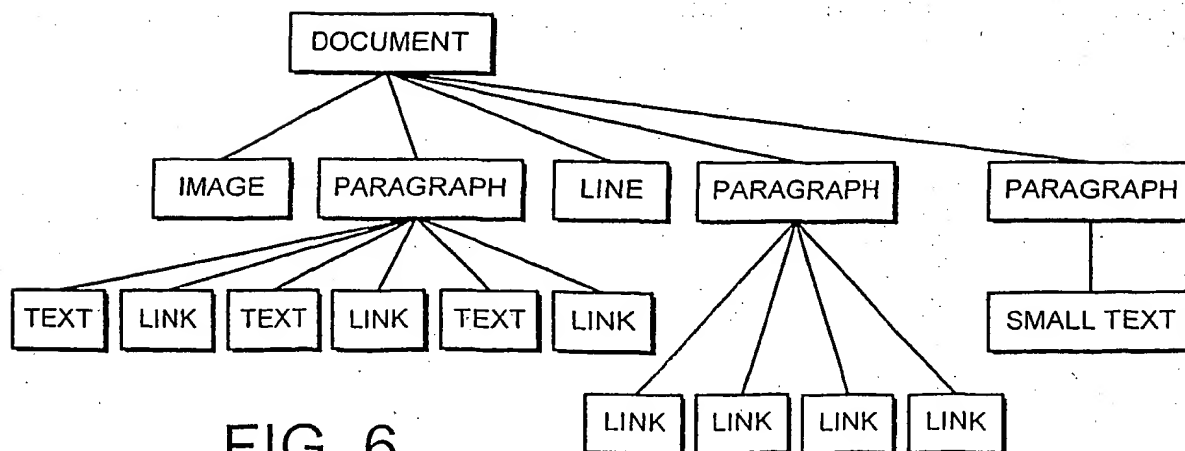 DOCUMENT
IMAGE PARAGRAPH LINE PARAGRAPH PARAGRAPH
TEXT LINK TEXT LINK TEXT LINK SMALL TEXT
LINK LINK LINK LINK
FIG. 6